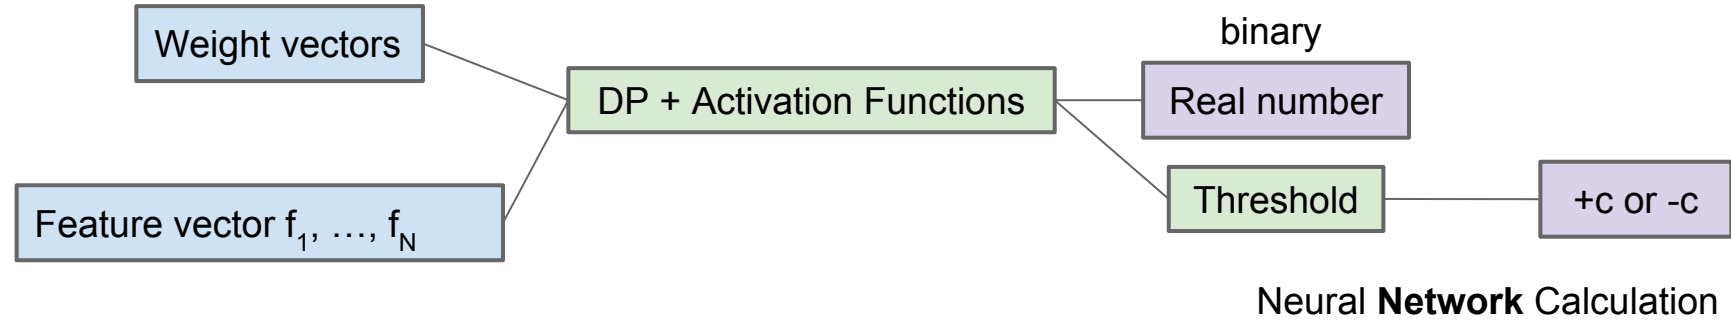 binary
Weight vectors
DP + Activation Functions
Real number
Feature vector f1, …, fN
Threshold
+c or -c
Neural Network Calculation